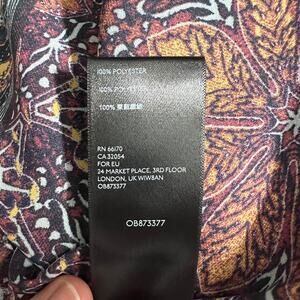 100% POLYESTER
100% POLYESTER
100% 聚酯纖維
RN 66170
CA 32054
FOR EU
24 MARKET PLACE, 3RD FLOOR
LONDON, UK W1W8AN
OB873377
OB873377